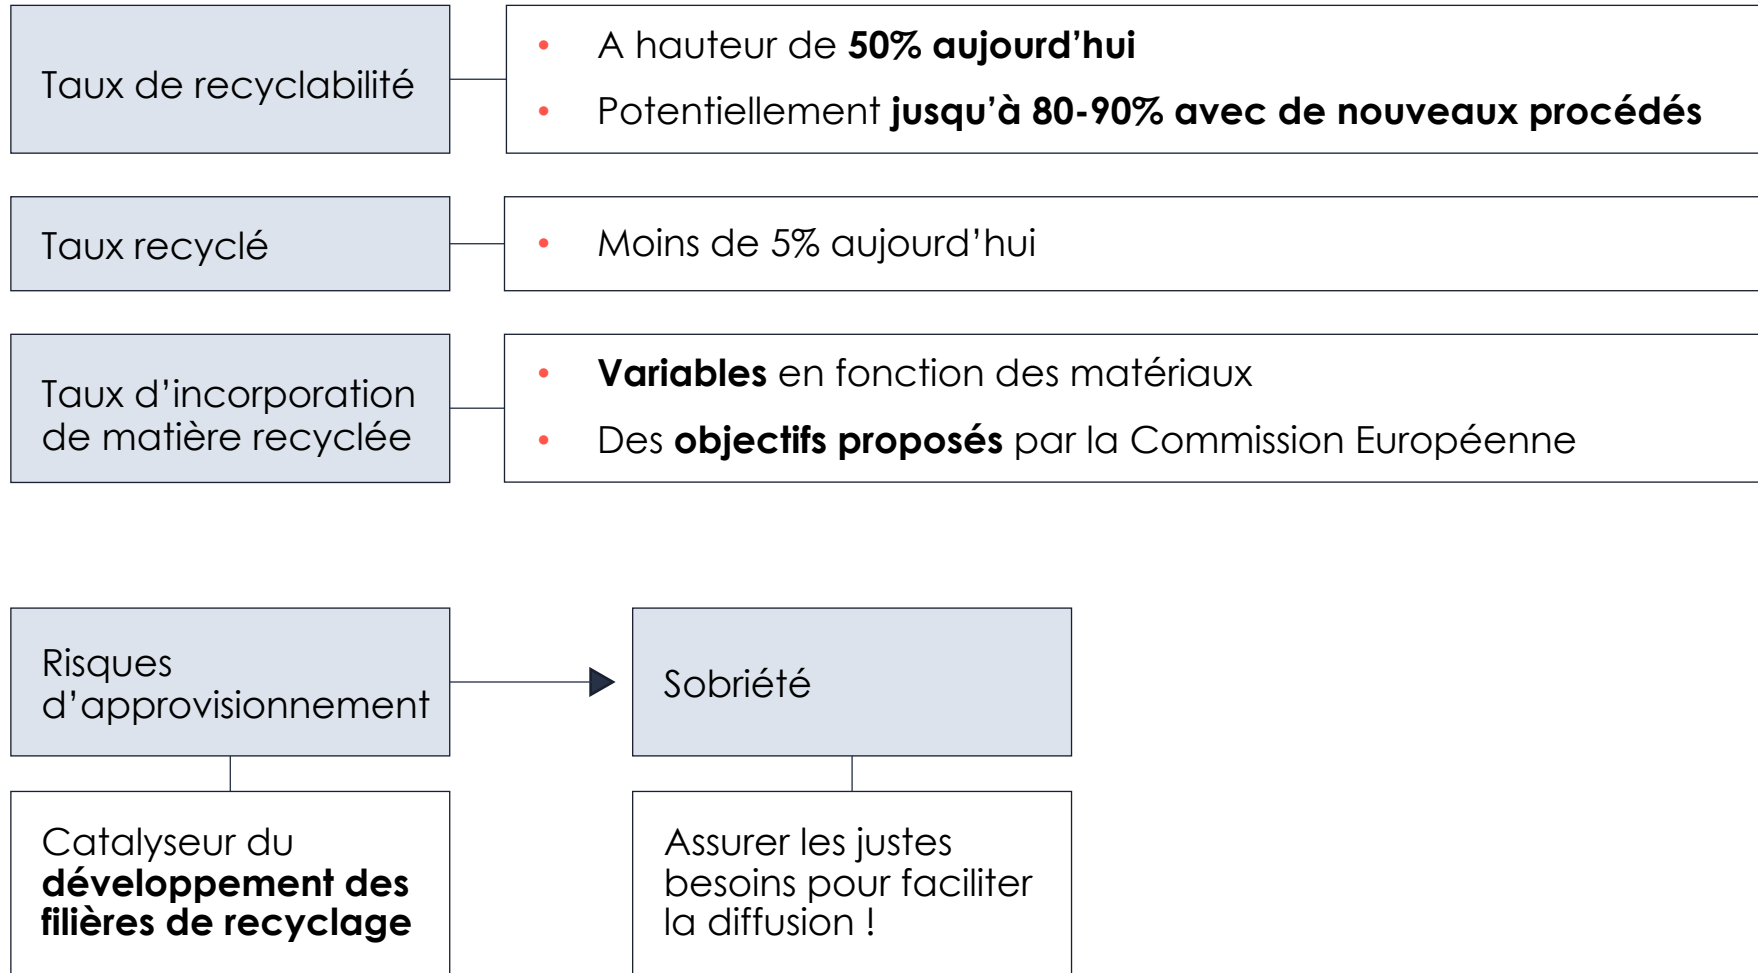 Taux de recyclabilité
• A hauteur de 50% aujourd’hui
• Potentiellement jusqu’à 80-90% avec de nouveaux procédés
Taux recyclé
• Moins de 5% aujourd’hui
Taux d’incorporation
de matière recyclée
• Variables en fonction des matériaux
• Des objectifs proposés par la Commission Européenne
Risques
d’approvisionnement
Sobriété
Catalyseur du
développement des
filières de recyclage
Assurer les justes
besoins pour faciliter
la diffusion !